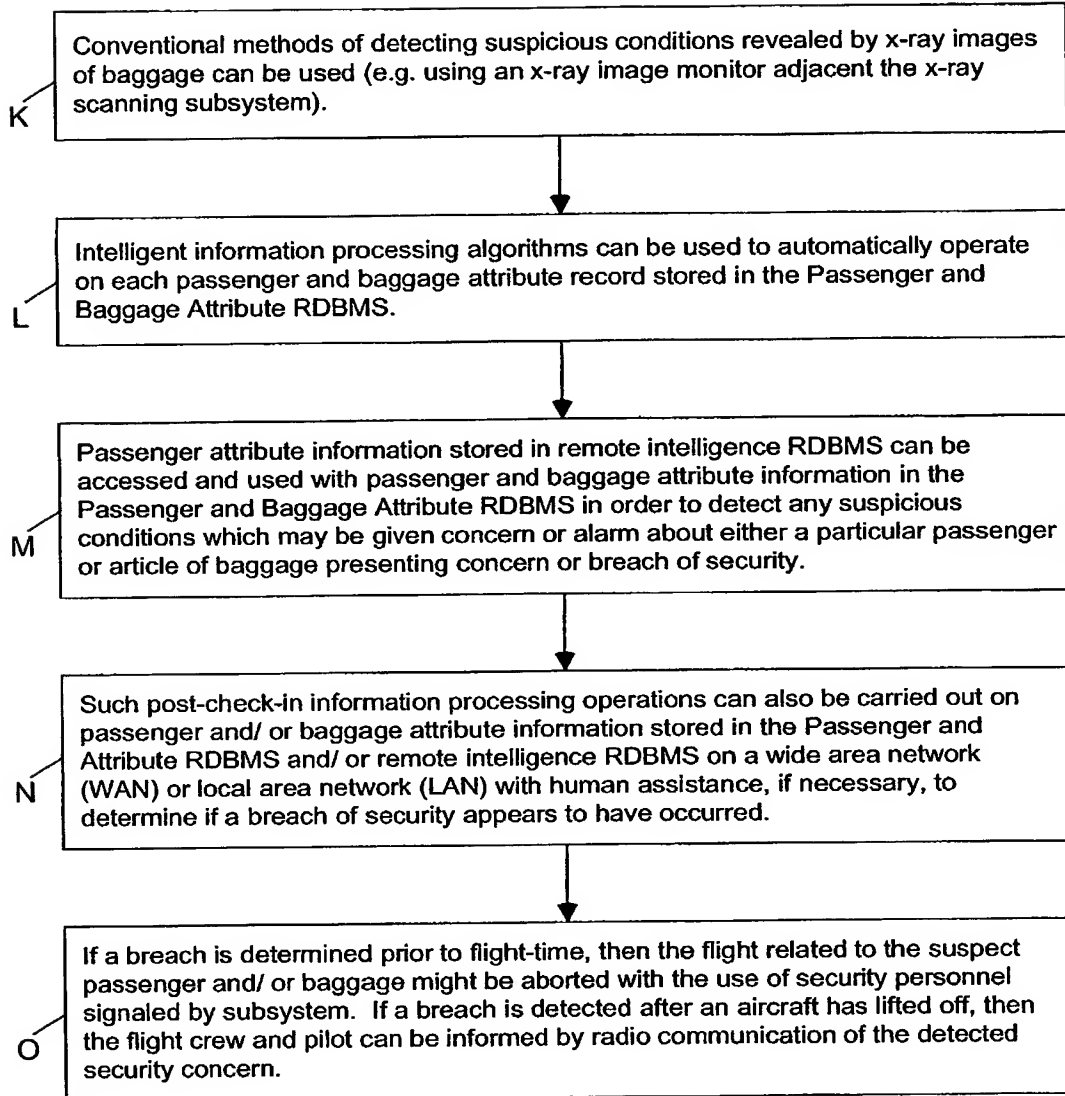 Conventional methods of detecting suspicious conditions revealed by x-ray images
of baggage can be used (e.g. using an x-ray image monitor adjacent the x-ray
scanning subsystem).
K
Intelligent information processing algorithms can be used to automatically operate
on each passenger and baggage attribute record stored in the Passenger and
Baggage Attribute RDBMS.
L
Passenger attribute information stored in remote intelligence RDBMS can be
accessed and used with passenger and baggage attribute information in the
Passenger and Baggage Attribute RDBMS in order to detect any suspicious
conditions which may be given concern or alarm about either a particular passenger
or article of baggage presenting concern or breach of security.
M
Such post-check-in information processing operations can also be carried out on
passenger and/ or baggage attribute information stored in the Passenger and
Attribute RDBMS and/ or remote intelligence RDBMS on a wide area network
(WAN) or local area network (LAN) with human assistance, if necessary, to
determine if a breach of security appears to have occurred.
N
If a breach is determined prior to flight-time, then the flight related to the suspect
passenger and/ or baggage might be aborted with the use of security personnel
signaled by subsystem.  If a breach is detected after an aircraft has lifted off, then
the flight crew and pilot can be informed by radio communication of the detected
security concern.
O